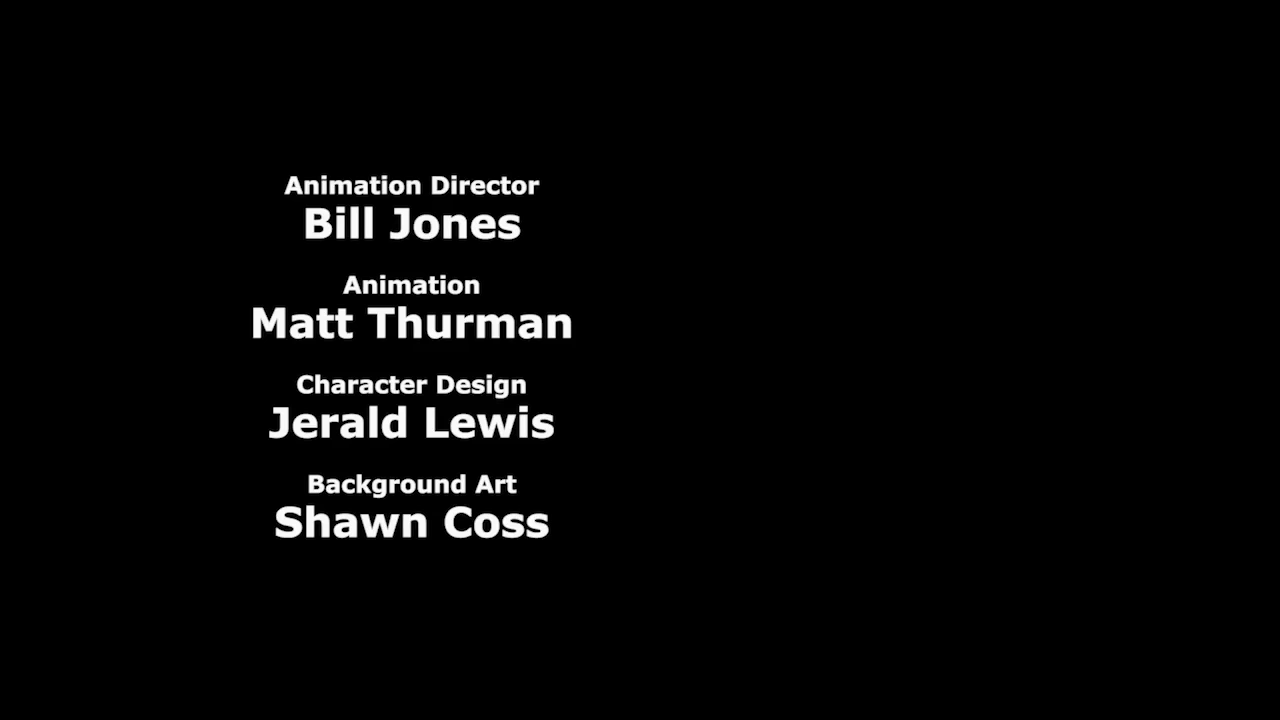 Animation Director
Bill Jones
Animation
Matt Thurman
Character Design
Jerald Lewis
Background Art
Shawn Coss